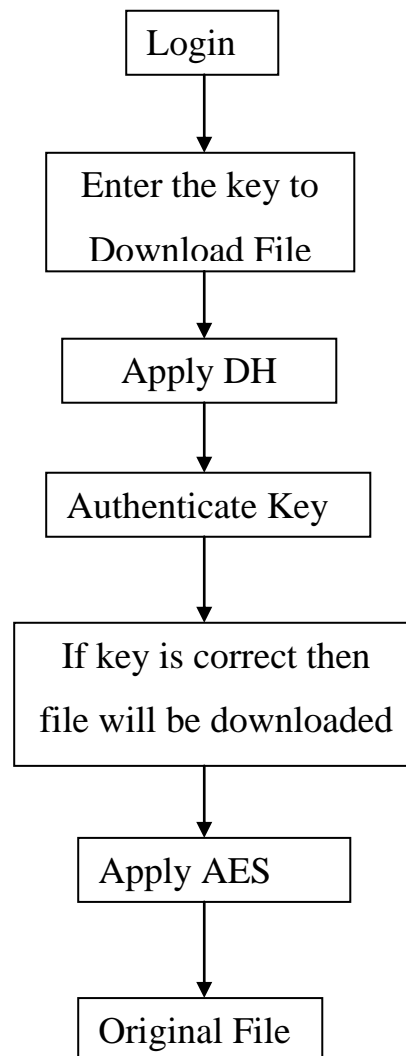 Login
Enter the key to
Download File
Apply DH
Authenticate Key
If key is correct then
file will be downloaded
Apply AES
Original File